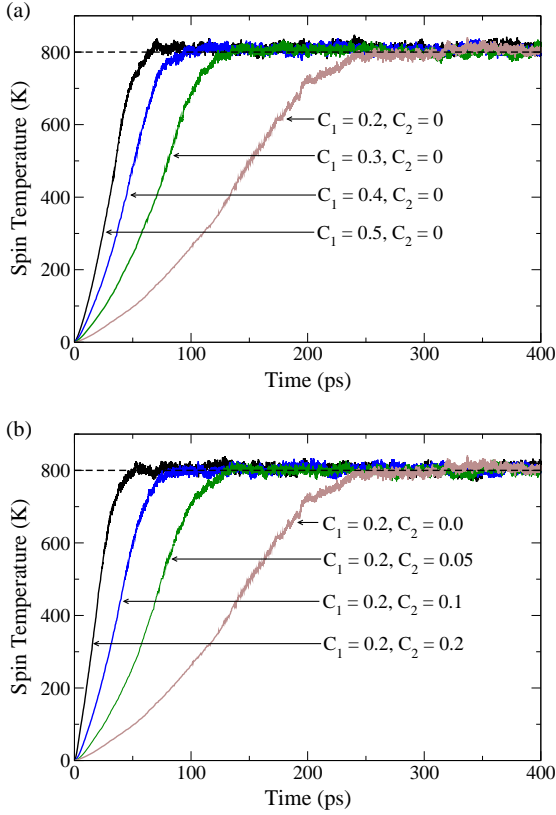 (a)
1000
800
600
400
200
0
Spin Temperature (K)
C₁ = 0.2, C₂ = 0
C₁ = 0.3, C₂ = 0
C₁ = 0.4, C₂ = 0
C₁ = 0.5, C₂ = 0
0 100 200 300 400
Time (ps)
(b)
1000
800
600
400
200
0
Spin Temperature (K)
C₁ = 0.2, C₂ = 0.0
C₁ = 0.2, C₂ = 0.05
C₁ = 0.2, C₂ = 0.1
C₁ = 0.2, C₂ = 0.2
0 100 200 300 400
Time (ps)